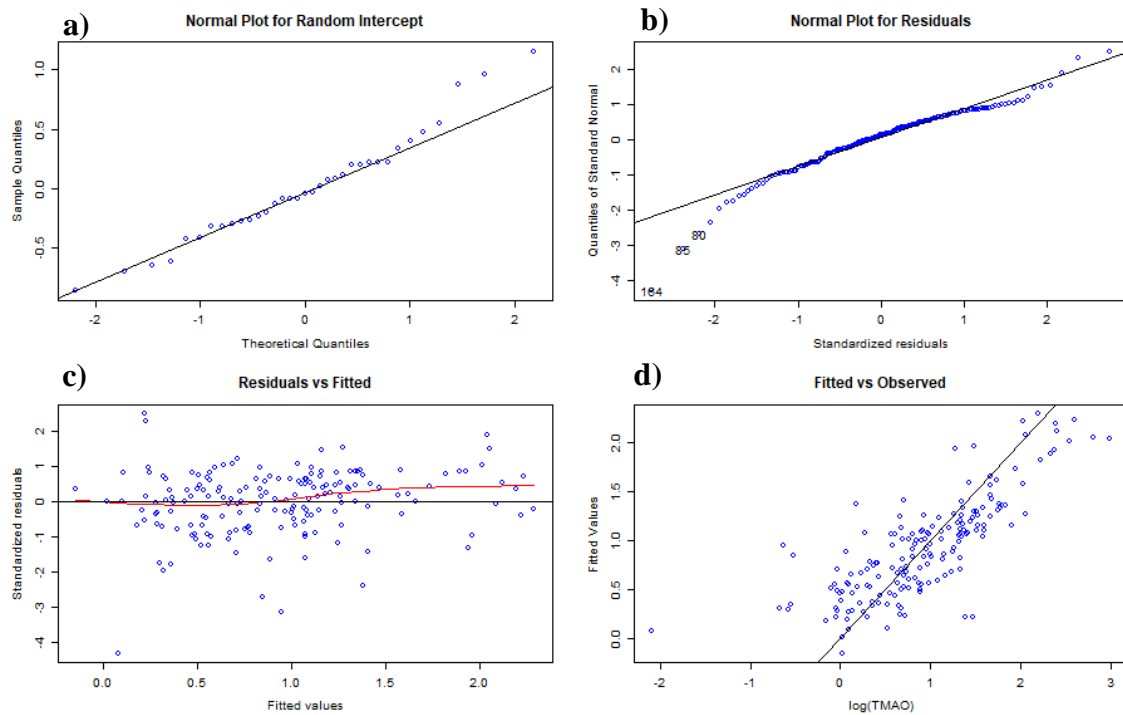 a)
Normal Plot for Random Intercept
Sample Quantiles
1.0
0.5
0.0
-0.5
-2
-1
0
1
2
Theoretical Quantiles
b)
Normal Plot for Residuals
Quantiles of Standard Normal
2
1
0
-1
-2
-3
-4
80
85
164
-2
-1
0
1
2
Standardized residuals
c)
Residuals vs Fitted
Standardized residuals
2
1
0
-1
-2
-3
-4
0.0
0.5
1.0
1.5
2.0
Fitted values
d)
Fitted vs Observed
Fitted Values
2.0
1.5
1.0
0.5
0.0
-2
-1
0
1
2
3
log(TMAO)